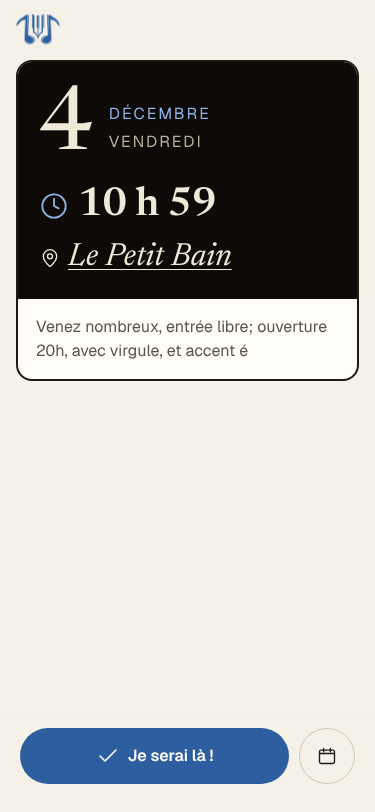 4
DÉCEMBRE
VENDREDI
10 h 59
Le Petit Bain
Venez nombreux, entrée libre; ouverture
20h, avec virgule, et accent é
Je serai là !